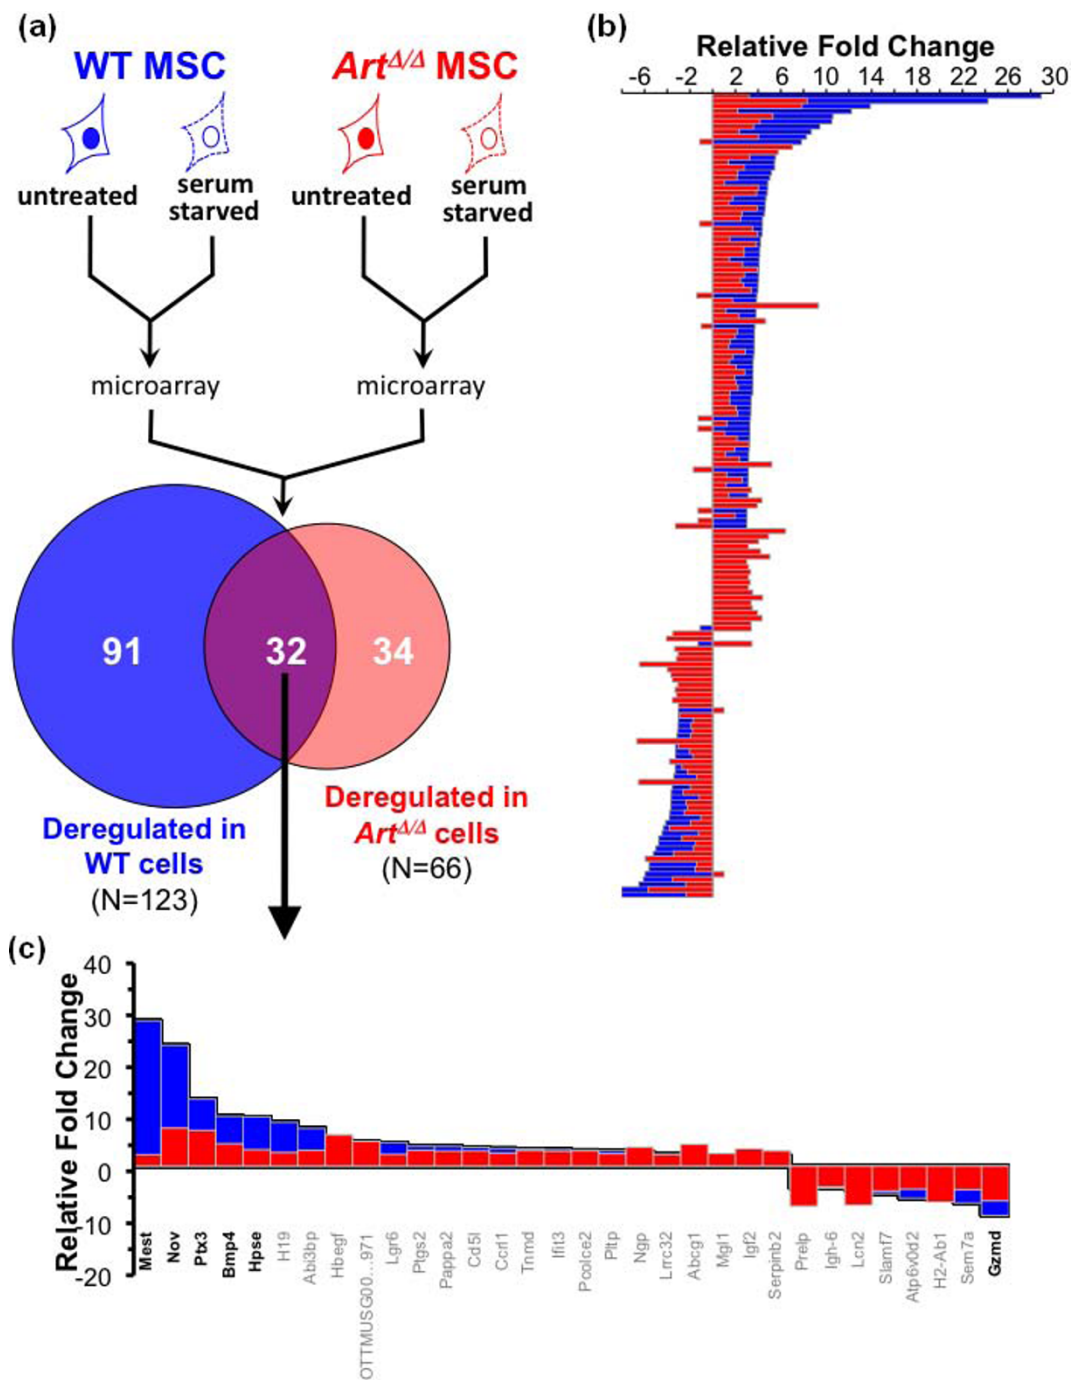 (a)
WT MSC
Art^Δ/Δ MSC
untreated
serum
starved
untreated
serum
starved
microarray
microarray
91
32
34
Deregulated in
WT cells
(N=123)
Deregulated in
Art^Δ/Δ cells
(N=66)
(b)
Relative Fold Change
-6 -2 2 6 10 14 18 22 26 30
(c)
Relative Fold Change
40
30
20
10
0
-10
-20
Mest
Nov
Ptx3
Bmp4
Hpse
H19
Abi3bp
Hbegf
OTTMUSG00...971
Lgr6
Ptgs2
Pappa2
Cd5l
Ccrl1
Tnmd
Ifit3
Pcolce2
Pltp
Ngp
Lrrc32
Abcg1
Mgl1
Igf2
Serpinb2
Prelp
Igh-6
Lcn2
Slamf7
Atp6v0d2
H2-Ab1
Sem7a
Gzmd